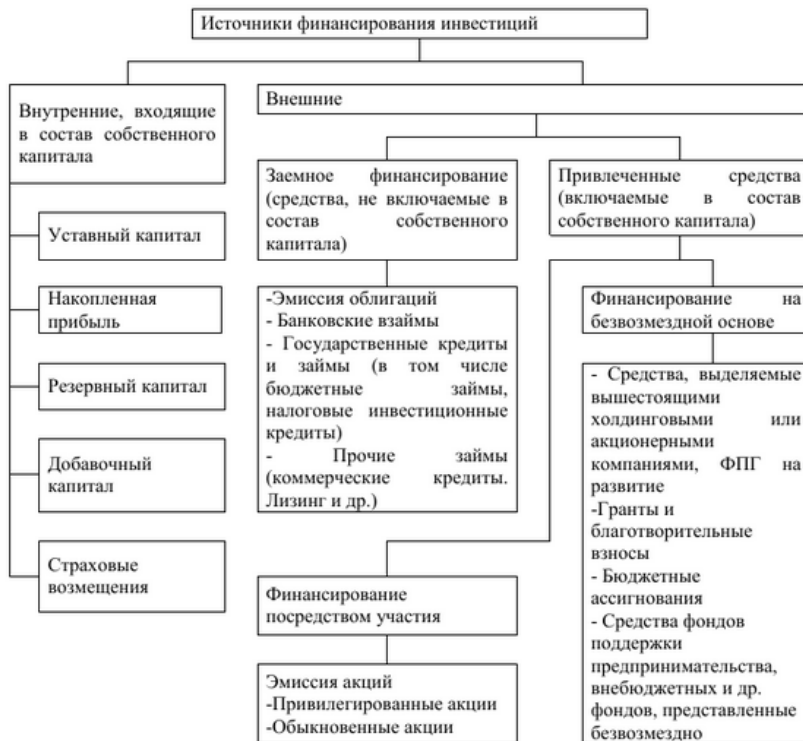 Источники финансирования инвестиций
Внутренние, входящие
в состав собственного
капитала
Уставный капитал
Накопленная
прибыль
Резервный капитал
Добавочный
капитал
Страховые
возмещения
Внешние
Заемное финансирование
(средства, не включаемые в
состав собственного
капитала)
-Эмиссия облигаций
- Банковские взаймы
- Государственные кредиты
и займы (в том числе
бюджетные займы,
налоговые инвестиционные
кредиты)
- Прочие займы
(коммерческие кредиты.
Лизинг и др.)
Привлеченные средства
(включаемые в состав
собственного капитала)
Финансирование
посредством участия
Эмиссия акций
-Привилегированные акции
-Обыкновенные акции
Финансирование на
безвозмездной основе
- Средства, выделяемые
вышестоящими
холдинговыми или
акционерными
компаниями, ФПГ на
развитие
-Гранты и
благотворительные
взносы
- Бюджетные
ассигнования
- Средства фондов
поддержки
предпринимательства,
внебюджетных и др.
фондов, представленные
безвозмездно